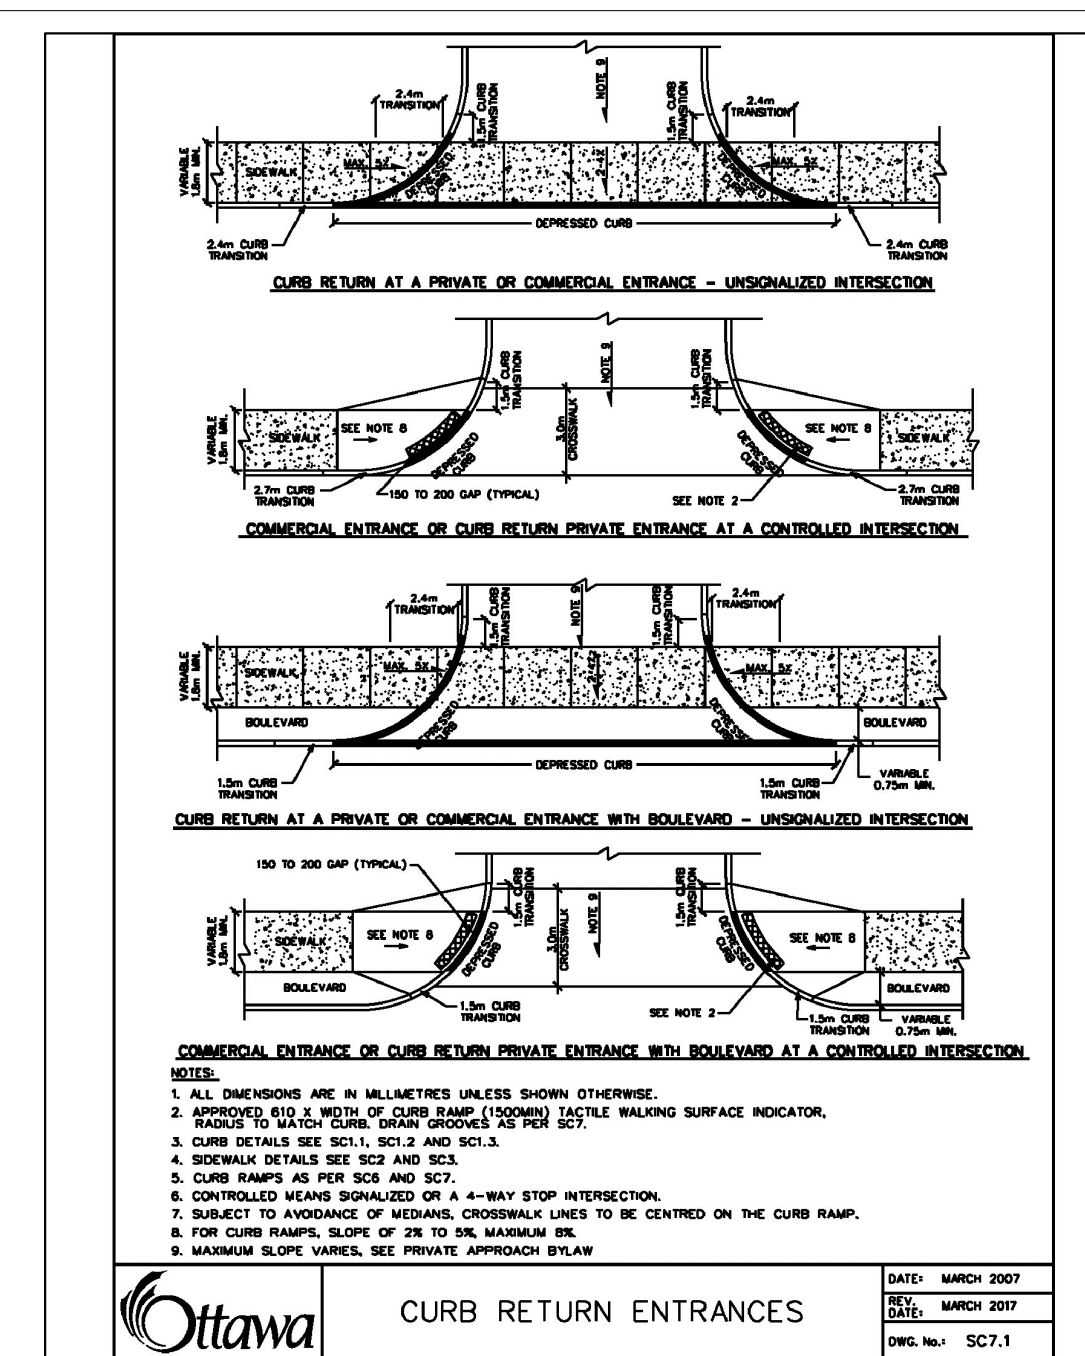 2.4m
TRANSITION
1.5m CURB
TRANSITION
NOTE 9
1.5m CURB
TRANSITION
2.4m
TRANSITION
VARIABLE
1.8m MIN.
SIDEWALK
MAX. 5%
DEPRESSED
CURB
2-4%
DEPRESSED
CURB
MAX. 5%
DEPRESSED CURB
2.4m CURB
TRANSITION
2.4m CURB
TRANSITION
CURB RETURN AT A PRIVATE OR COMMERCIAL ENTRANCE - UNSIGNALIZED INTERSECTION
1.5m CURB
TRANSITION
NOTE 9
1.5m CURB
TRANSITION
VARIABLE
1.8m MIN.
SIDEWALK
SEE NOTE 8
DEPRESSED
CURB
3.0m
CROSSWALK
DEPRESSED
CURB
SEE NOTE 8
SIDEWALK
2.7m CURB
TRANSITION
150 TO 200 GAP (TYPICAL)
SEE NOTE 2
2.7m CURB
TRANSITION
COMMERCIAL ENTRANCE OR CURB RETURN PRIVATE ENTRANCE AT A CONTROLLED INTERSECTION
2.4m
TRANSITION
1.5m CURB
TRANSITION
NOTE 9
1.5m CURB
TRANSITION
2.4m
TRANSITION
VARIABLE
1.8m MIN.
SIDEWALK
MAX. 5%
MAX. 5%
BOULEVARD
DEPRESSED
CURB
DEPRESSED
CURB
BOULEVARD
DEPRESSED CURB
1.5m CURB
TRANSITION
1.5m CURB
TRANSITION
VARIABLE
0.75m MIN.
CURB RETURN AT A PRIVATE OR COMMERCIAL ENTRANCE WITH BOULEVARD - UNSIGNALIZED INTERSECTION
150 TO 200 GAP (TYPICAL)
1.5m CURB
TRANSITION
1.5m CURB
TRANSITION
VARIABLE
1.8m MIN.
SIDEWALK
SEE NOTE 8
DEPRESSED
CURB
3.0m
CROSSWALK
NOTE 9
DEPRESSED
CURB
SEE NOTE 8
BOULEVARD
BOULEVARD
1.5m CURB
TRANSITION
SEE NOTE 2
1.5m CURB
TRANSITION
VARIABLE
0.75m MIN.
COMMERCIAL ENTRANCE OR CURB RETURN PRIVATE ENTRANCE WITH BOULEVARD AT A CONTROLLED INTERSECTION
NOTES:
1. ALL DIMENSIONS ARE IN MILLIMETRES UNLESS SHOWN OTHERWISE.
2. APPROVED 610 X WIDTH OF CURB RAMP (1500MIN) TACTILE WALKING SURFACE INDICATOR,
RADIUS TO MATCH CURB. DRAIN GROOVES AS PER SC7.
3. CURB DETAILS SEE SC1.1, SC1.2 AND SC1.3.
4. SIDEWALK DETAILS SEE SC2 AND SC3.
5. CURB RAMPS AS PER SC6 AND SC7.
6. CONTROLLED MEANS SIGNALIZED OR A 4-WAY STOP INTERSECTION.
7. SUBJECT TO AVOIDANCE OF MEDIANS, CROSSWALK LINES TO BE CENTRED ON THE CURB RAMP.
8. FOR CURB RAMPS, SLOPE OF 2% TO 5%, MAXIMUM 8%.
9. MAXIMUM SLOPE VARIES, SEE PRIVATE APPROACH BYLAW
Ottawa
CURB RETURN ENTRANCES
DATE: MARCH 2007
REV.
DATE: MARCH 2017
DWG. No.: SC7.1